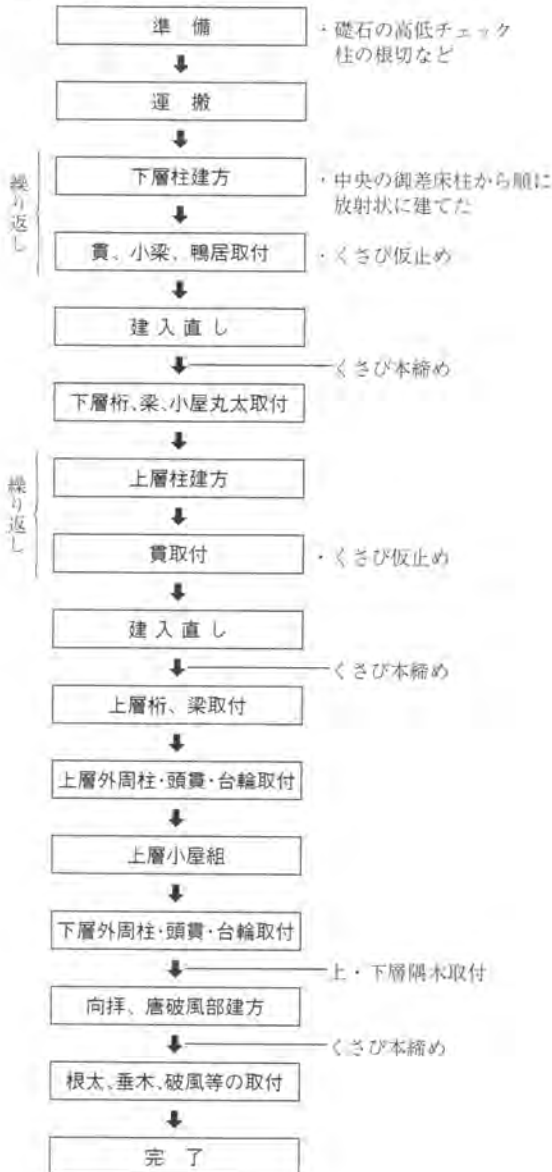 準備
・礎石の高低チェック
柱の根切など
運搬
繰り返し
下層柱建方
・中央の御差床柱から順に
放射状に建てた
貫、小梁、鴨居取付
・くさび仮止め
建入直し
くさび本締め
下層桁、梁、小屋丸太取付
繰り返し
上層柱建方
貫取付
・くさび仮止め
建入直し
くさび本締め
上層桁、梁取付
上層外周柱・頭貫・台輪取付
上層小屋組
下層外周柱・頭貫・台輪取付
上・下層隅木取付
向拝、唐破風部建方
くさび本締め
根太、垂木、破風等の取付
完了